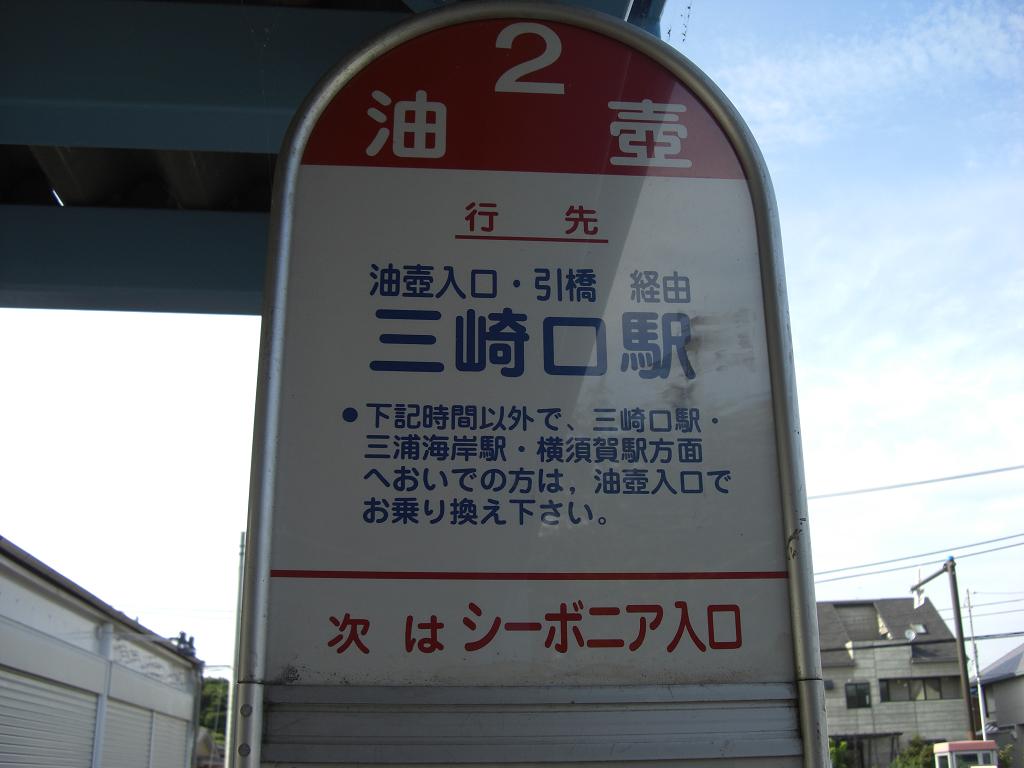 2
油 壺
行 先
油壺入口・引橋 経由
三崎口駅
●下記時間以外で、三崎口駅・
三浦海岸駅・横須賀駅方面
へおいでの方は，油壺入口で
お乗り換え下さい。
次 は シーボニア入口